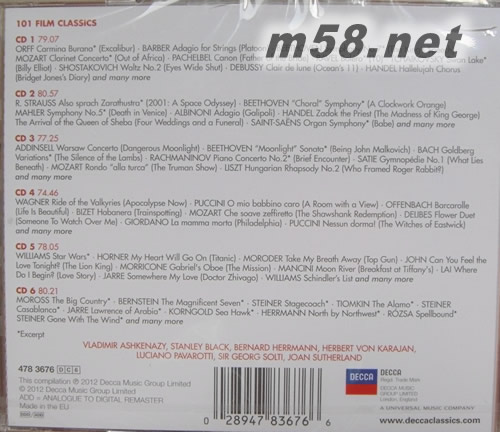 m58.net
101 FILM CLASSICS
CD 1 79.07
ORFF Carmina Burana* (Excalibur) · BARBER Adagio for Strings (Platoon
MOZART Clarinet Concerto* (Out of Africa) · PACHELBEL Canon (Father Lake*
(Billy Elliot) · SHOSTAKOVICH Waltz No.2 (Eyes Wide Shut) · DEBUSSY Clair de lune (Ocean's 11) · HANDEL Hallelujah Chorus
(Bridget Jones's Diary) and many more
CD 2 80.57
R. STRAUSS Also sprach Zarathustra* (2001: A Space Odyssey) · BEETHOVEN "Choral" Symphony* (A Clockwork Orange)
MAHLER Symphony No.5* (Death in Venice) · ALBINONI Adagio (Galipoli) · HANDEL Zadok the Priest (The Madness of King George)
The Arrival of the Queen of Sheba (Four Weddings and a Funeral) · SAINT-SAËNS Organ Symphony* (Babe) and many more
CD 3 77.25
ADDINSELL Warsaw Concerto (Dangerous Moonlight) · BEETHOVEN "Moonlight" Sonata* (Being John Malkovich) · BACH Goldberg
Variations* (The Silence of the Lambs) · RACHMANINOV Piano Concerto No.2* (Brief Encounter) · SATIE Gymnopédie No.1 (What Lies
Beneath) · MOZART Rondo "alla turca" (The Truman Show) · LISZT Hungarian Rhapsody No.2 (Who Framed Roger Rabbit?)
and many more
CD 4 74.46
WAGNER Ride of the Valkyries (Apocalypse Now) · PUCCINI O mio babbino caro (A Room with a View) · OFFENBACH Barcarolle
(Life Is Beautiful) · BIZET Habanera (Trainspotting) · MOZART Che soave zeffiretto (The Shawshank Redemption) · DELIBES Flower Duet
(Someone To Watch Over Me) · GIORDANO La mamma morta (Philadelphia) · PUCCINI Nessun dorma! (The Witches of Eastwick)
and many more
CD 5 78.05
WILLIAMS Star Wars* · HORNER My Heart Will Go On (Titanic) · MORODER Take My Breath Away (Top Gun) · JOHN Can You Feel the
Love Tonight? (The Lion King) · MORRICONE Gabriel's Oboe (The Mission) · MANCINI Moon River (Breakfast at Tiffany's) · LAI Where
Do I Begin? (Love Story) · JARRE Somewhere My Love (Doctor Zhivago) · WILLIAMS Schindler's List and many more
CD 6 80.21
MOROSS The Big Country* · BERNSTEIN The Magnificent Seven* · STEINER Stagecoach* · TIOMKIN The Alamo* · STEINER
Casablanca* · JARRE Lawrence of Arabia* · KORNGOLD Sea Hawk* · HERRMANN North by Northwest* · RÓZSA Spellbound*
STEINER Gone With The Wind* and many more
*Excerpt
VLADIMIR ASHKENAZY, STANLEY BLACK, BERNARD HERRMANN, HERBERT VON KARAJAN,
LUCIANO PAVAROTTI, SIR GEORG SOLTI, JOAN SUTHERLAND
478 3676 DCS
This compilation ℗ 2012 Decca Music Group Limited
© 2012 Decca Music Group Limited
ADD = ANALOGUE TO DIGITAL REMASTER
Made in the EU
0 28947 83676 6
DECCA
DECCA
Regd. Trade Mark
DECCA MUSIC
GROUP LIMITED
London, England
A UNIVERSAL MUSIC COMPANY
www.deccaclassics.com